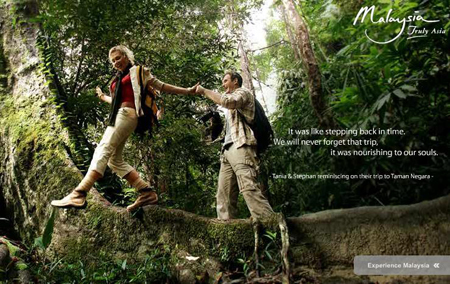 Malaysia
Truly Asia
It was like stepping back in time.
We will never forget that trip,
it was nourishing to our souls.
- Tania & Stephan reminiscing on their trip to Taman Negara -
Experience Malaysia «